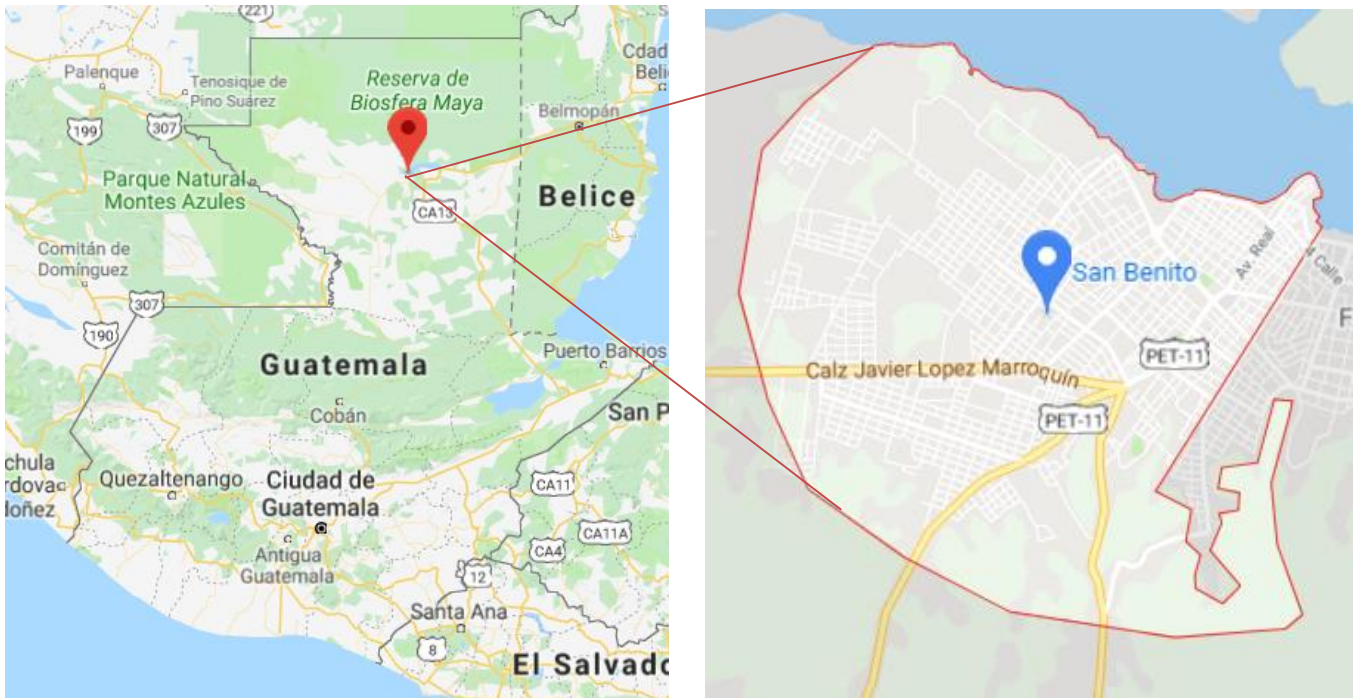 221
Palenque
Tenosique de
Pino Suárez
Reserva de
Biosfera Maya
Belmopán
199
307
Parque Natural
Montes Azules
CA13
Belice
Comitán de
Domínguez
307
190
Guatemala
Puerto Barrios
Cobán
San P
Quezaltenango
Ciudad de
Guatemala
CA11
Antigua
Guatemala
CA11A
CA4
12
Santa Ana
8
El Salvado
San Benito
Av. Real
4 Calle
F
PET-11
Calz Javier Lopez Marroquín
PET-11